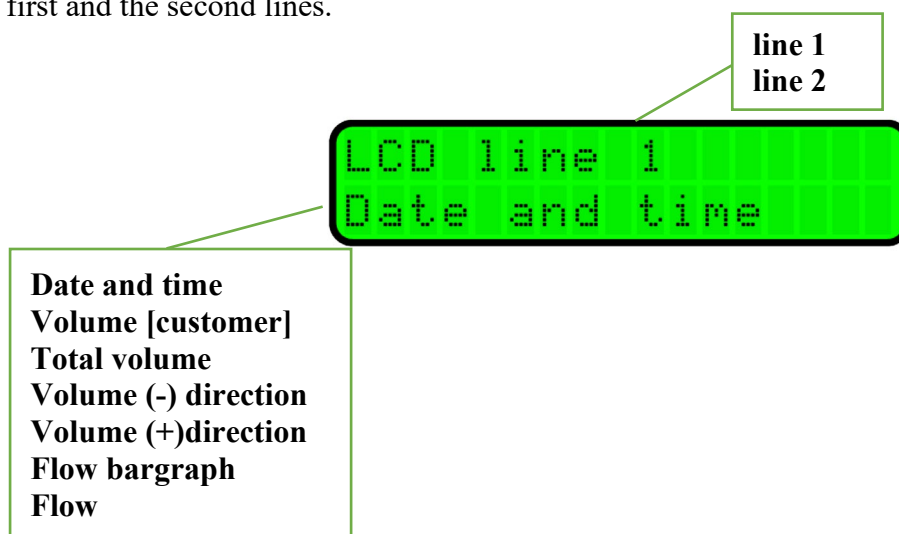 first and the second lines.
line 1
line 2
LCD line 1
Date and time
Date and time
Volume [customer]
Total volume
Volume (-) direction
Volume (+)direction
Flow bargraph
Flow